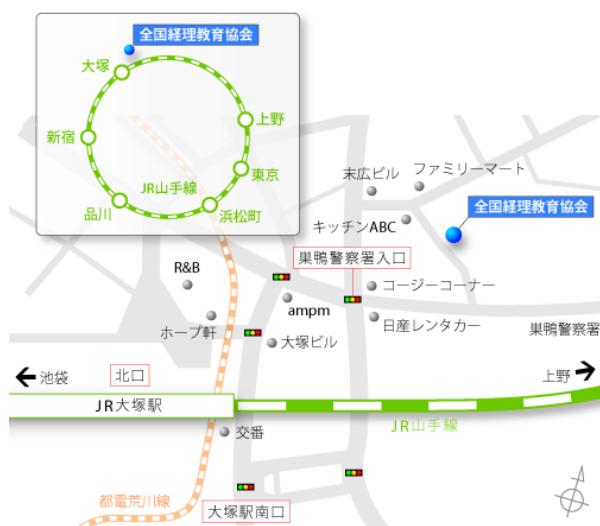 全国経理教育協会
大塚
上野
新宿
東京
JR山手線
品川
浜松町
末広ビル
ファミリーマート
全国経理教育協会
キッチンABC
巣鴨警察署入口
R&B
コージーコーナー
ampm
ホープ軒
日産レンタカー
大塚ビル
巣鴨警察署
池袋
北口
上野
JR大塚駅
JR山手線
交番
都電荒川線
大塚駅南口